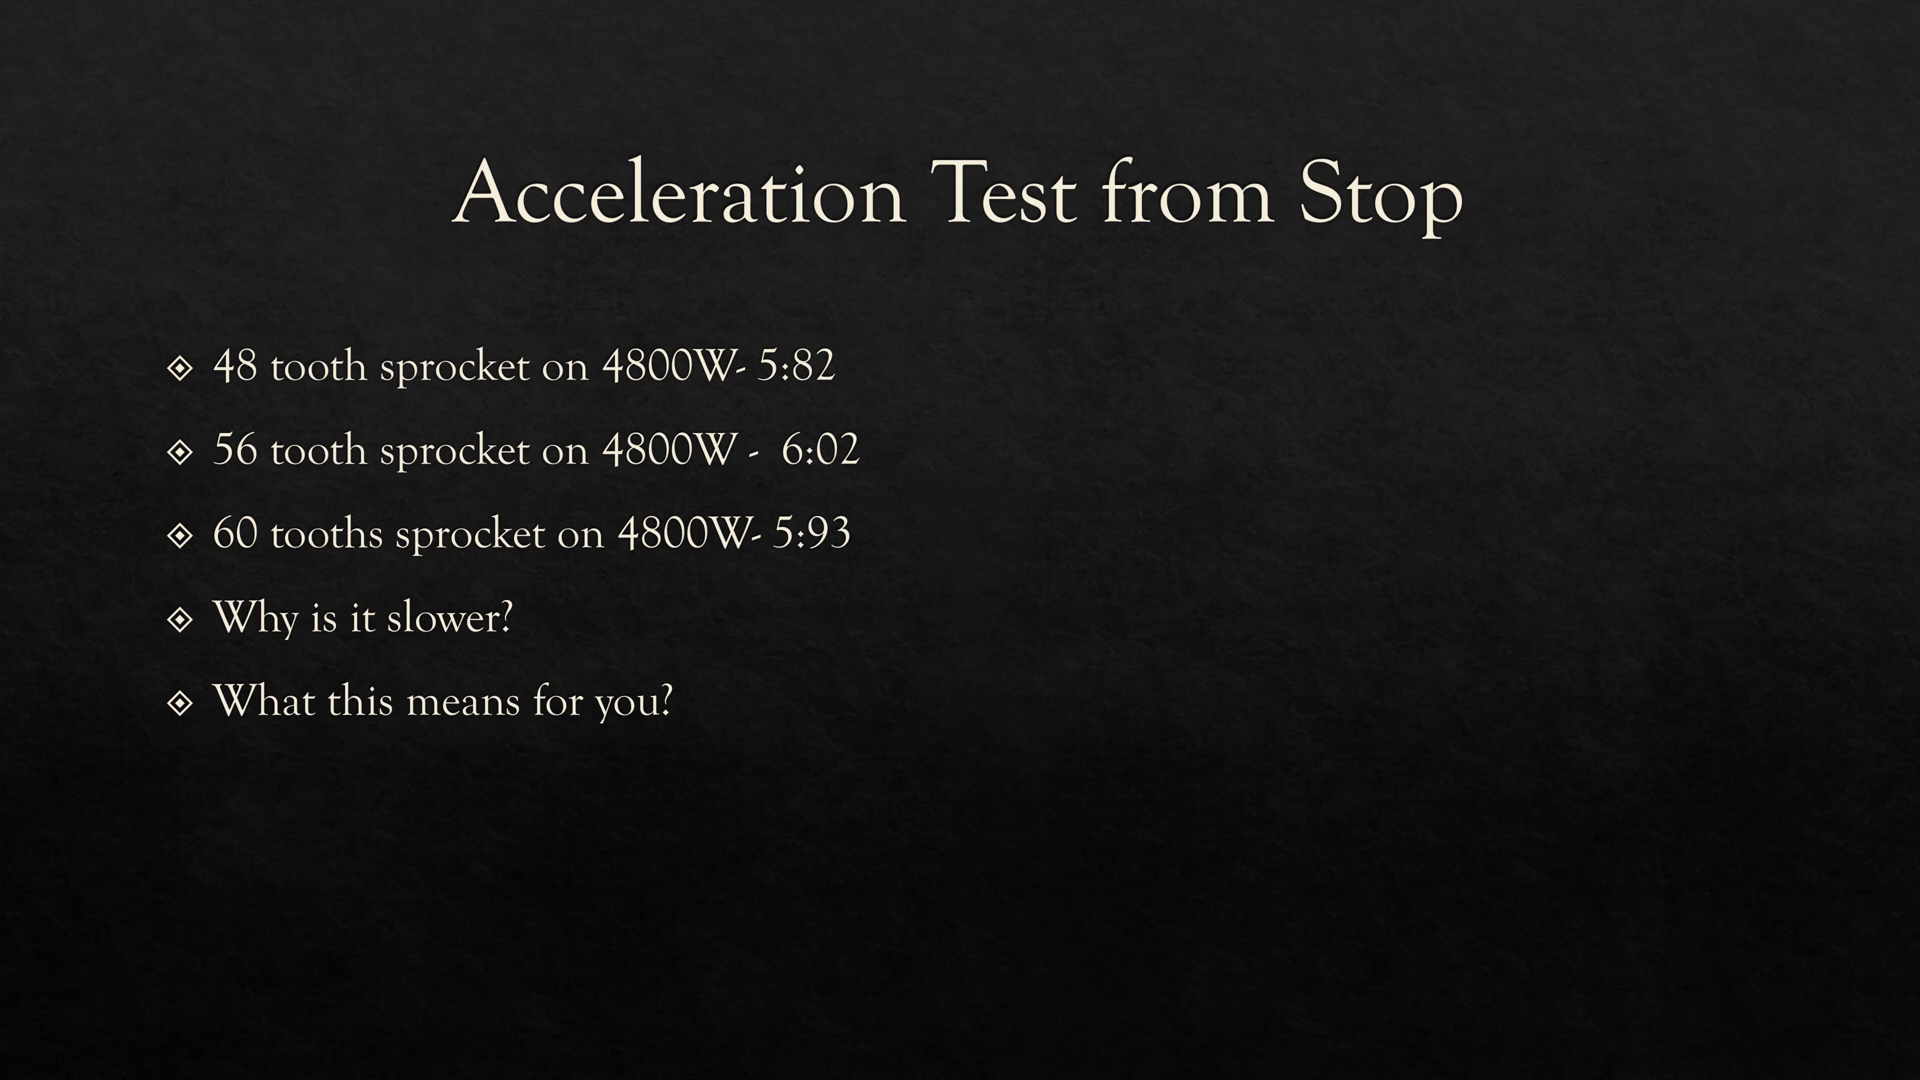 Acceleration Test from Stop
48 tooth sprocket on 4800W- 5:82
56 tooth sprocket on 4800W -  6:02
60 tooths sprocket on 4800W- 5:93
Why is it slower?
What this means for you?